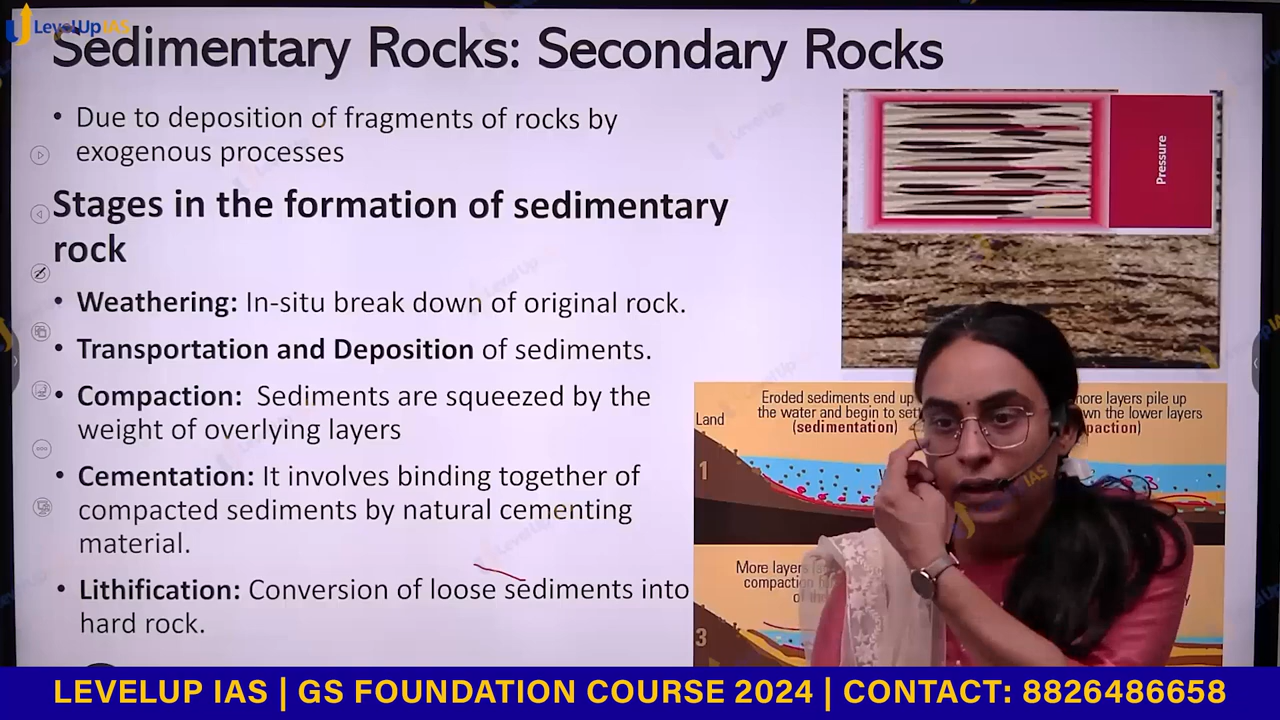 LevelUp IAS
Sedimentary Rocks: Secondary Rocks
• Due to deposition of fragments of rocks by
exogenous processes
Stages in the formation of sedimentary
rock
• Weathering: In-situ break down of original rock.
• Transportation and Deposition of sediments.
• Compaction: Sediments are squeezed by the
weight of overlying layers
• Cementation: It involves binding together of
compacted sediments by natural cementing
material.
• Lithification: Conversion of loose sediments into
hard rock.
Pressure
Land
Eroded sediments end up
the water and begin to
(sedimentation)
1
more layers pile up
the lower layers
More layers
compaction
3
LEVELUP IAS | GS FOUNDATION COURSE 2024 | CONTACT: 8826486658